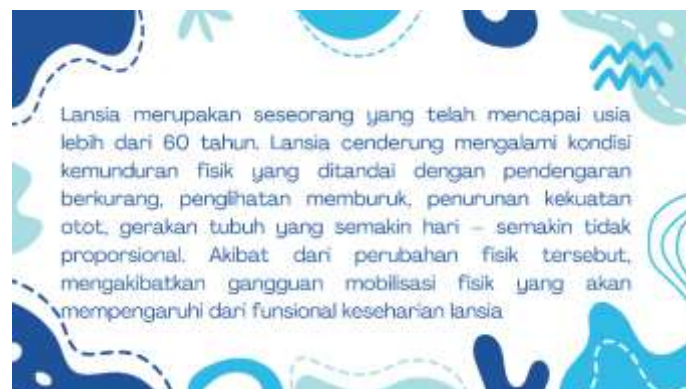 Lansia merupakan seseorang yang telah mencapai usia
lebih dari 60 tahun. Lansia cenderung mengalami kondisi
kemunduran fisik yang ditandai dengan pendengaran
berkurang, penglihatan memburuk, penurunan kekuatan
otot, gerakan tubuh yang semakin hari – semakin tidak
proporsional. Akibat dari perubahan fisik tersebut,
mengakibatkan gangguan mobilisasi fisik yang akan
mempengaruhi dari funsional keseharian lansia